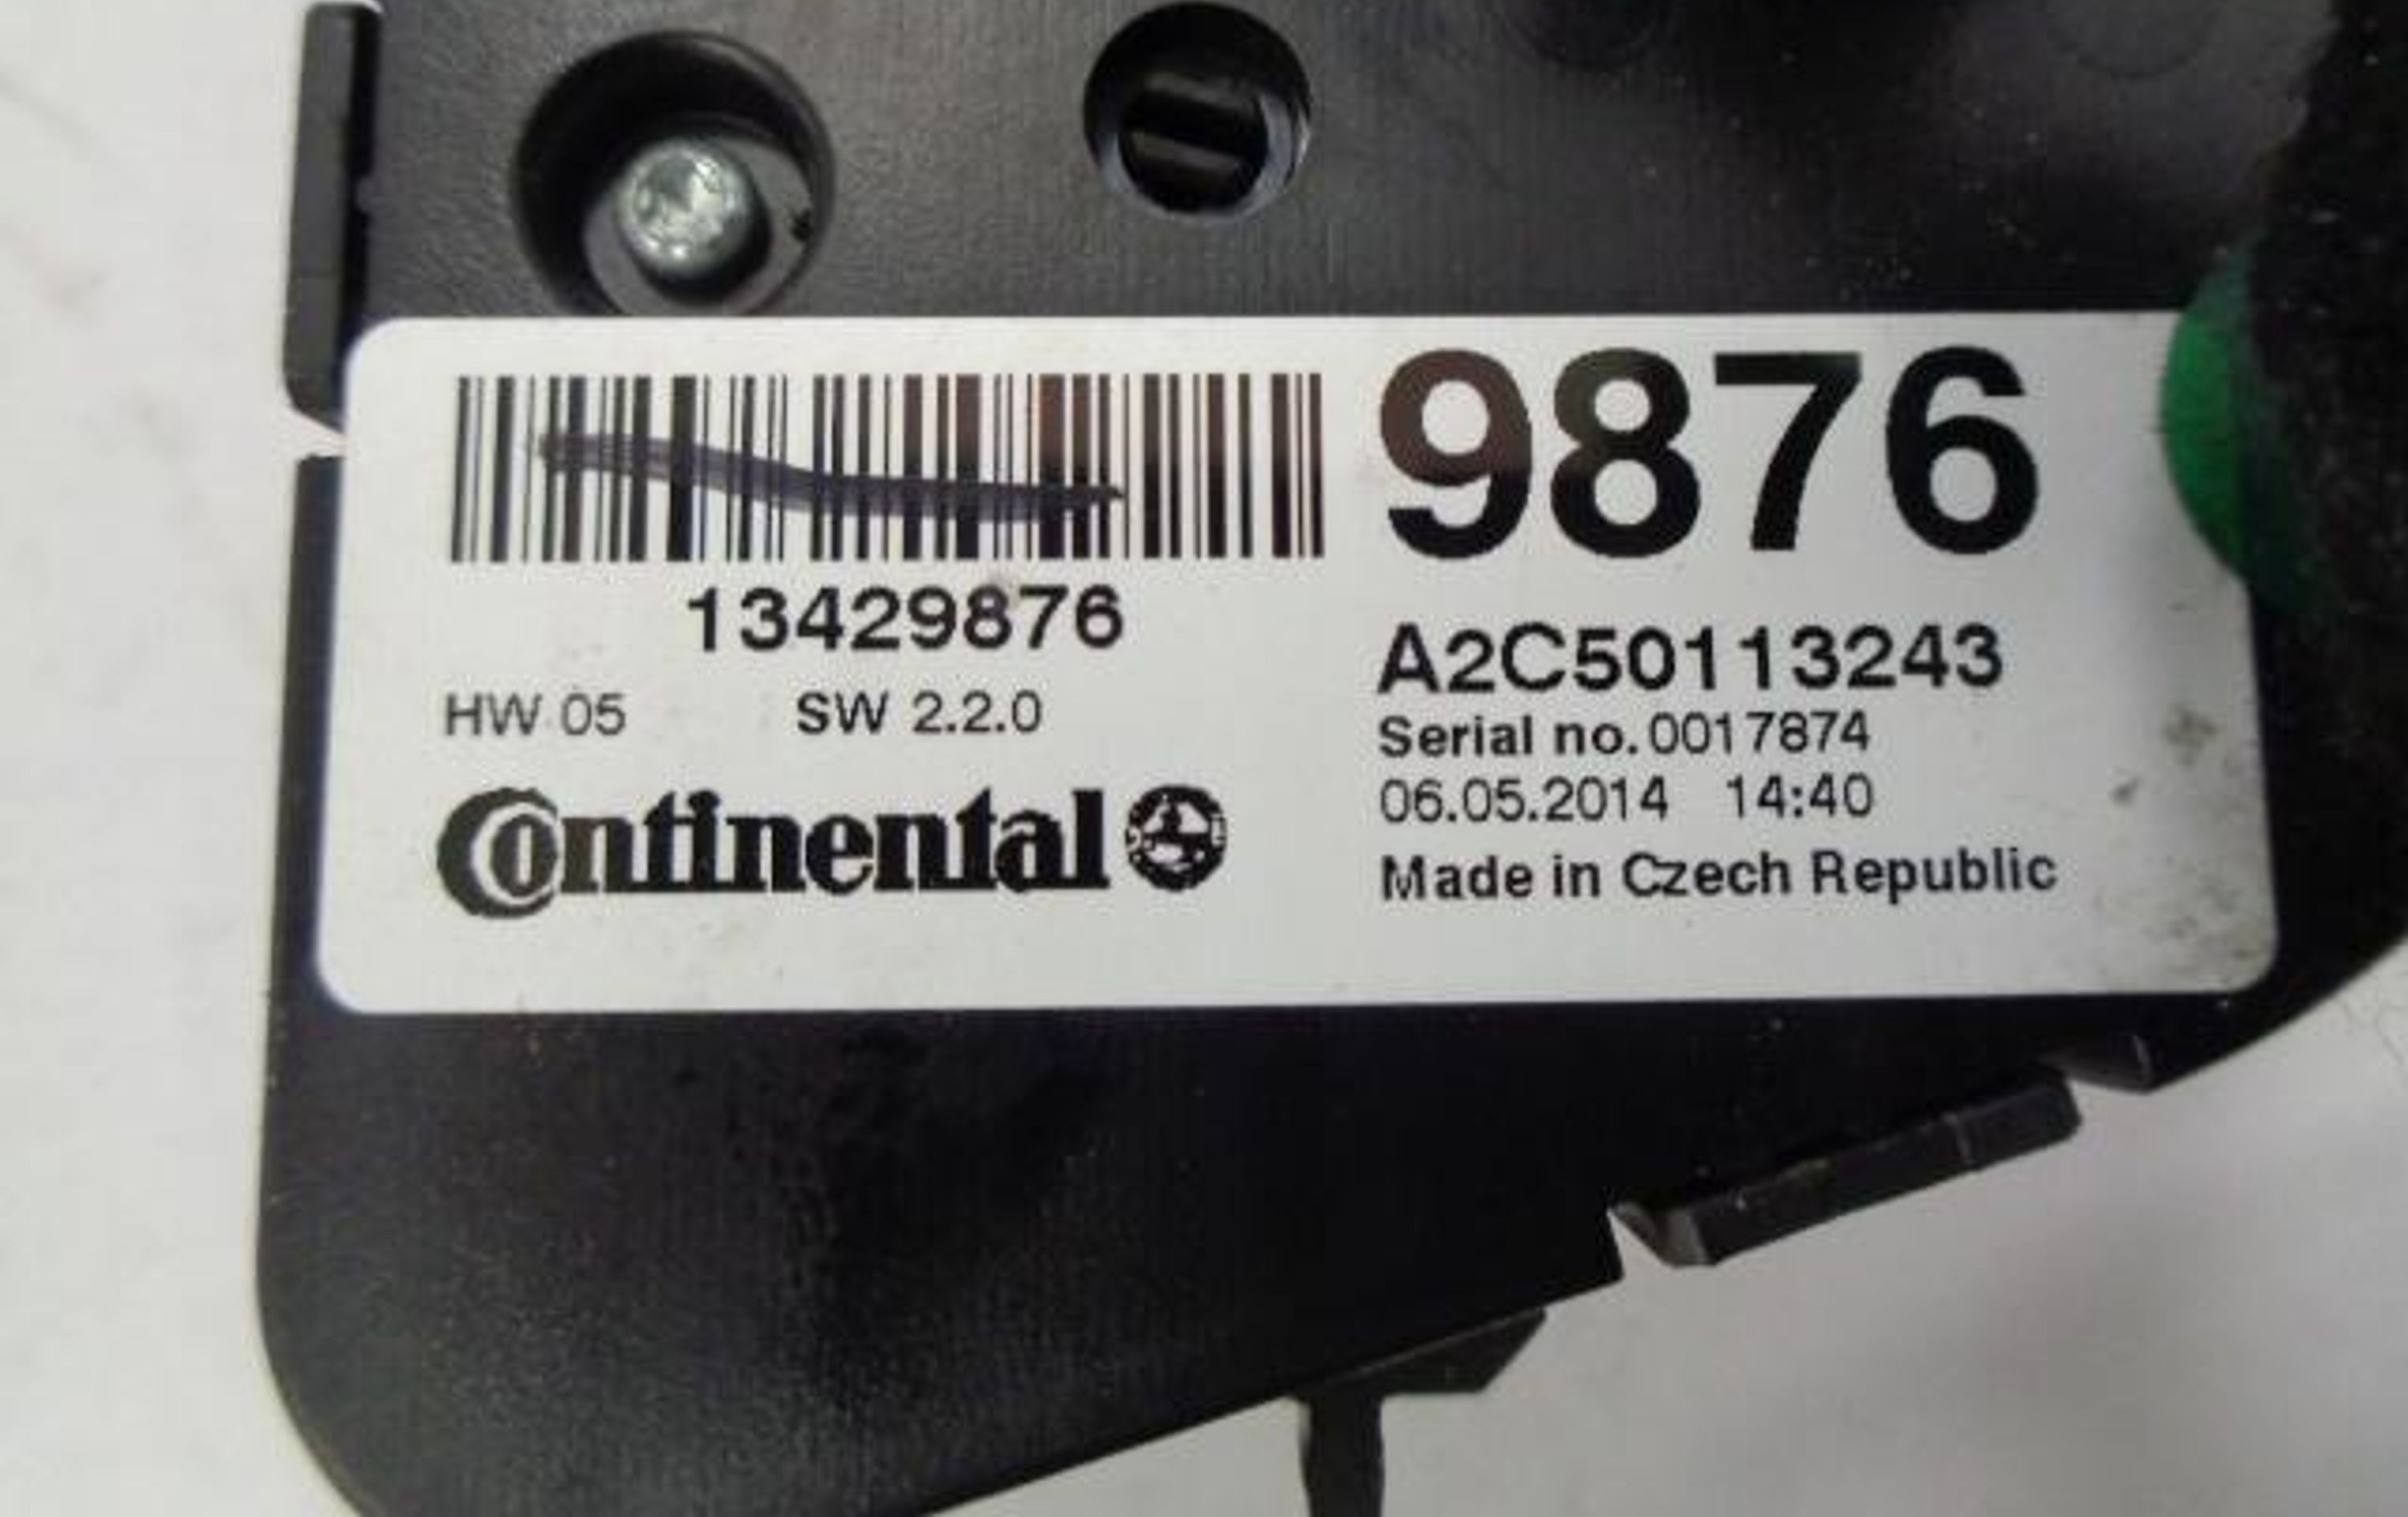 9876
13429876
HW 05 SW 2.2.0
Continental
A2C50113243
Serial no.0017874
06.05.2014 14:40
Made in Czech Republic